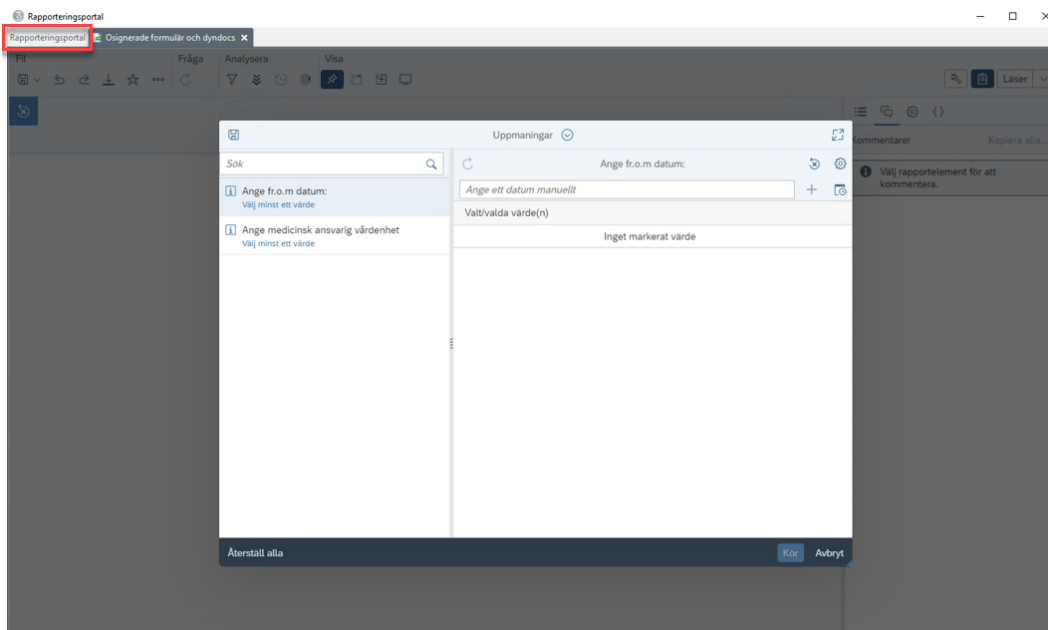 Rapporteringsportal
Rapporteringsportal Osignerade formulär och dyndocs
Fil Fråga Analysera Visa
Läser
Uppmaningar
Kommentarer Kopiera alla...
Sök
Ange fr.o.m datum:
Välj rapportelement för att
kommentera.
Ange fr.o.m datum:
Välj minst ett värde
Ange ett datum manuellt
Valt/valda värde(n)
Ange medicinsk ansvarig vårdenhet
Välj minst ett värde
Inget markerat värde
Återställ alla
Kör Avbryt